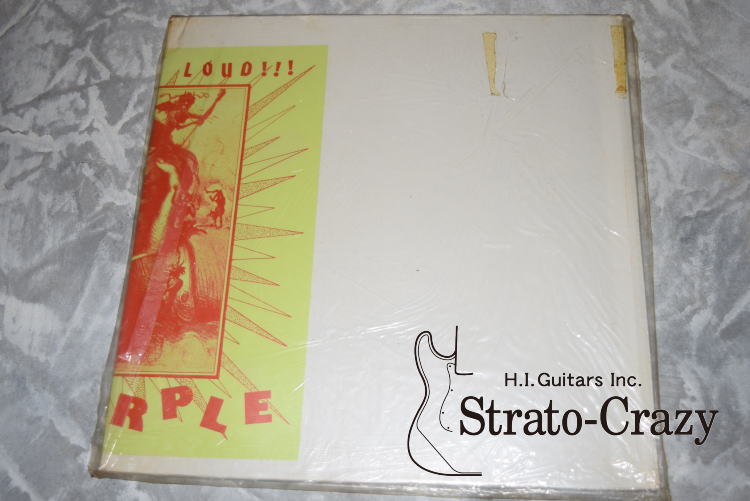 LOUD!!!
RPLE
H.I.Guitars Inc.
Strato-Crazy